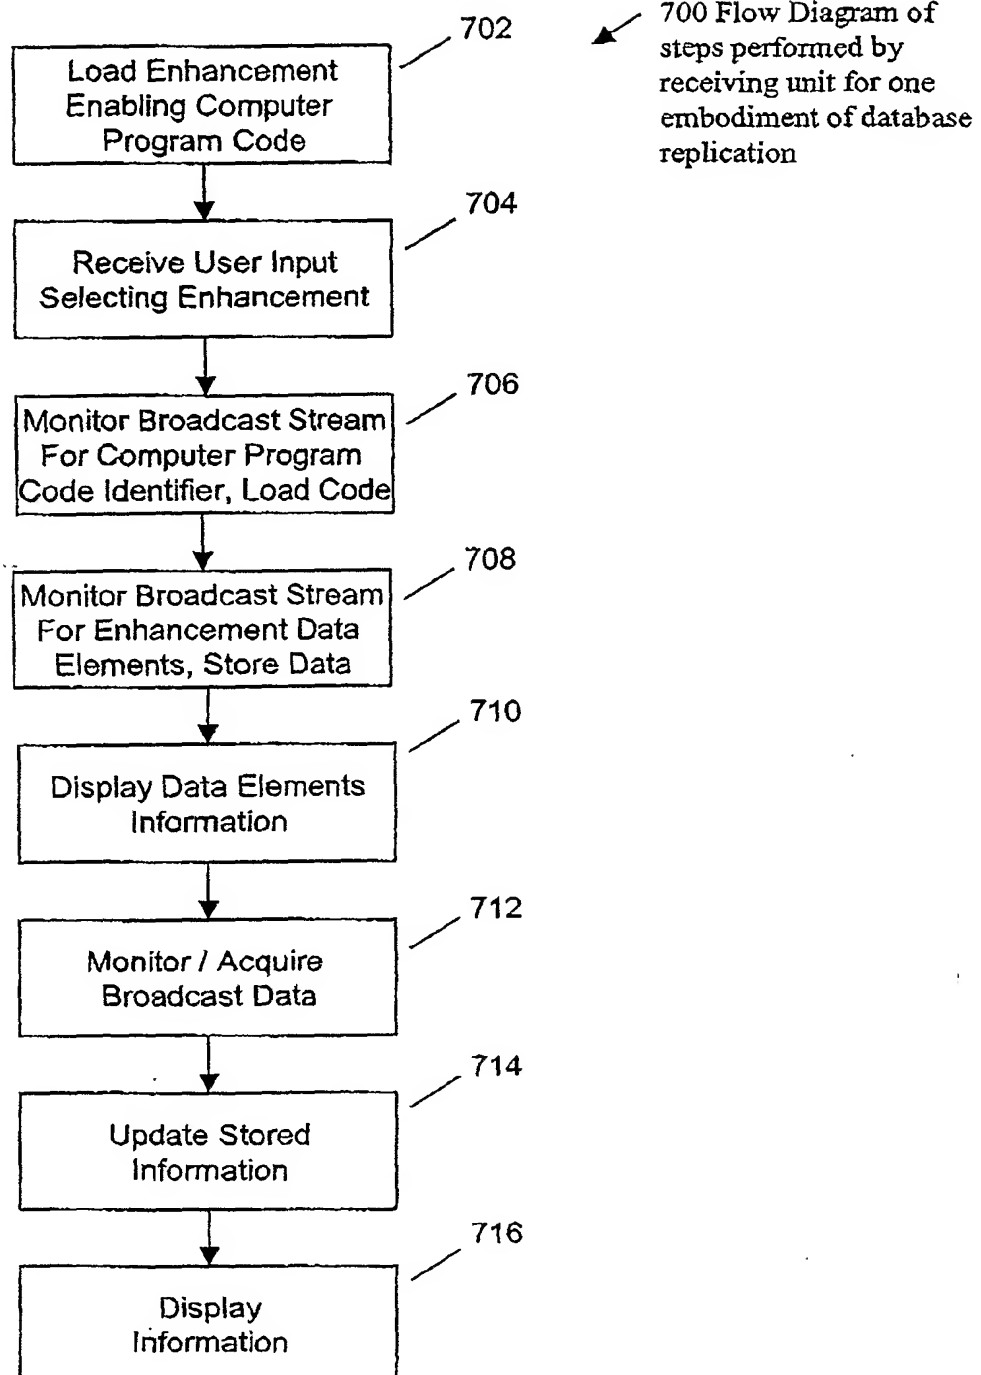 700 Flow Diagram of
steps performed by
receiving unit for one
embodiment of database
replication
702
Load Enhancement
Enabling Computer
Program Code
704
Receive User Input
Selecting Enhancement
706
Monitor Broadcast Stream
For Computer Program
Code Identifier, Load Code
708
Monitor Broadcast Stream
For Enhancement Data
Elements, Store Data
710
Display Data Elements
Information
712
Monitor / Acquire
Broadcast Data
714
Update Stored
Information
716
Display
Information